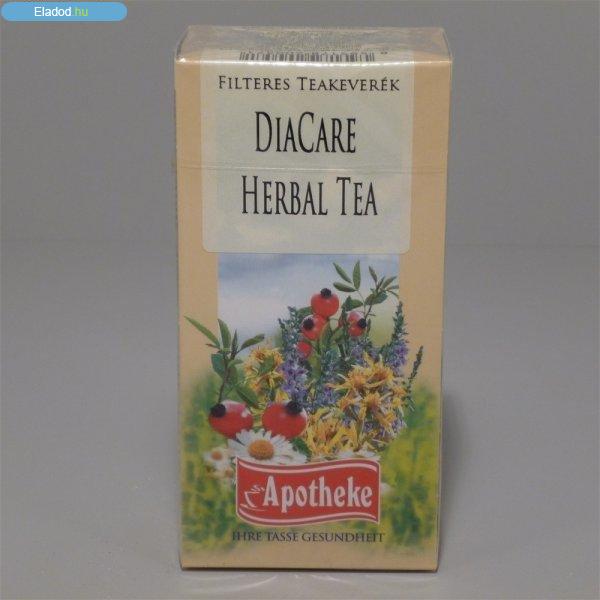 Eladod.hu
FILTERES TEAKEVERÉK
DIACARE
HERBAL TEA
Apotheke
IHRE TASSE GESUNDHEIT